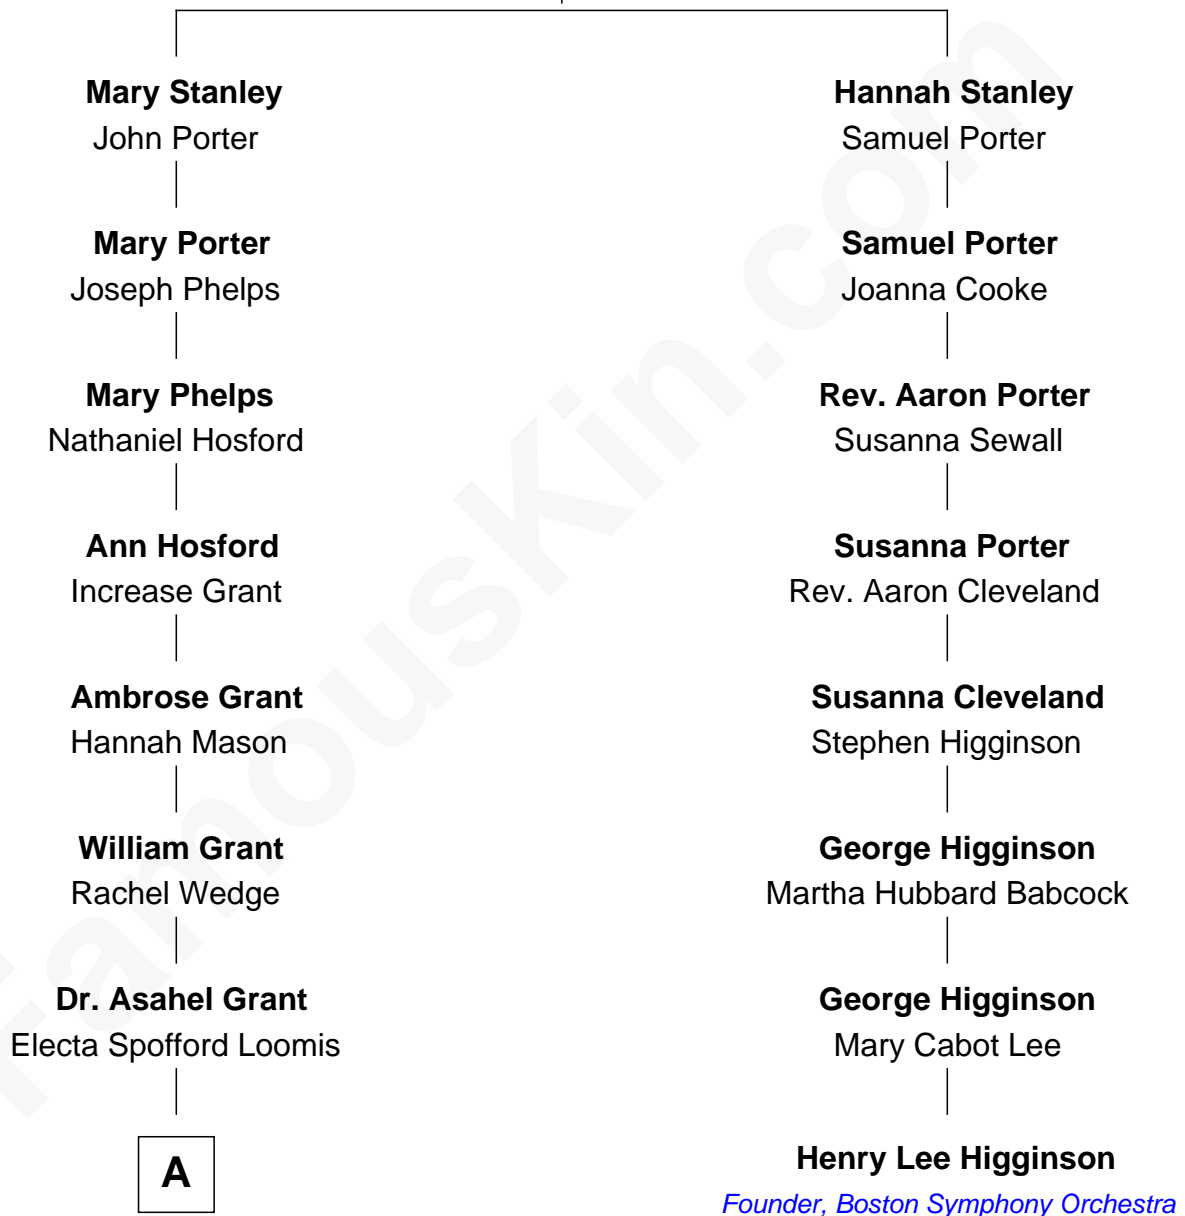 Mary Stanley
John Porter
Hannah Stanley
Samuel Porter
Mary Porter
Joseph Phelps
Samuel Porter
Joanna Cooke
Mary Phelps
Nathaniel Hosford
Rev. Aaron Porter
Susanna Sewall
Ann Hosford
Increase Grant
Susanna Porter
Rev. Aaron Cleveland
Ambrose Grant
Hannah Mason
Susanna Cleveland
Stephen Higginson
William Grant
Rachel Wedge
George Higginson
Martha Hubbard Babcock
Dr. Asahel Grant
Electa Spofford Loomis
George Higginson
Mary Cabot Lee
A
Henry Lee Higginson
Founder, Boston Symphony Orchestra
FamousKin.com